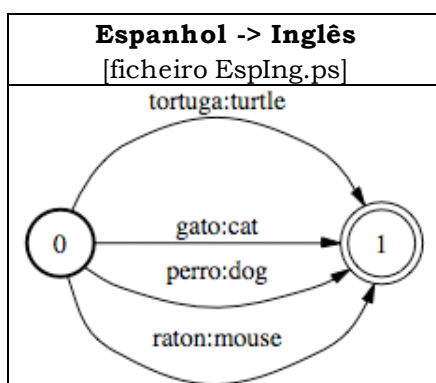 Espanhol -> Inglês
[ficheiro EspIng.ps]
tortuga:turtle
gato:cat
0
1
perro:dog
raton:mouse